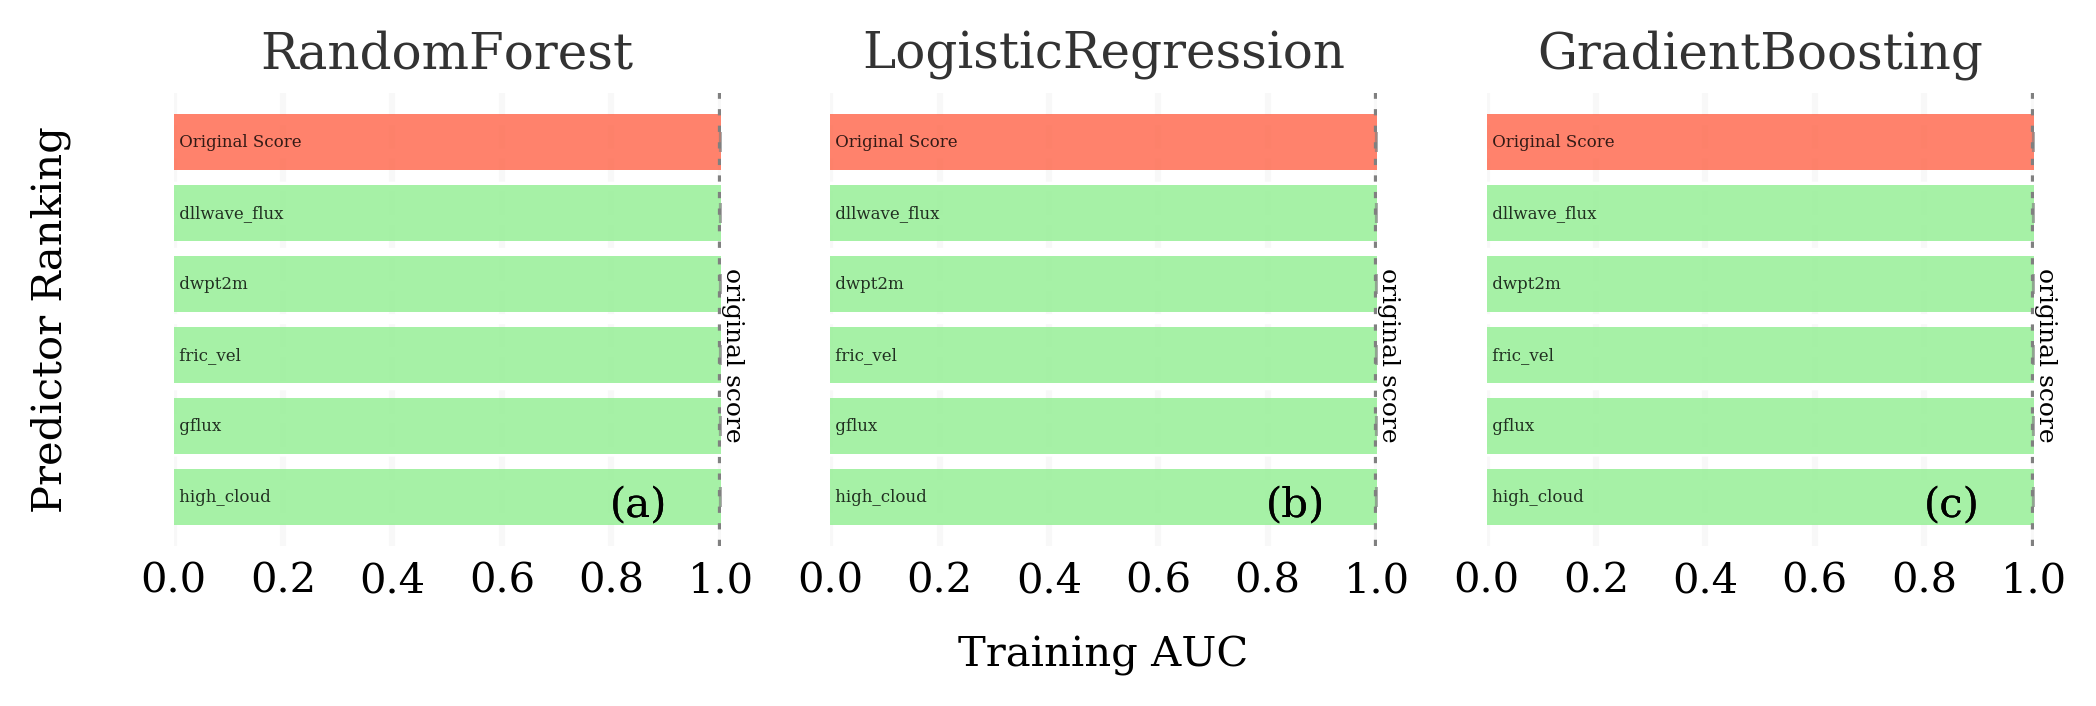 RandomForest
LogisticRegression
GradientBoosting
Predictor Ranking
Original Score
dllwave_flux
dwpt2m
fric_vel
gflux
high_cloud
(a)
original score
0.0 0.2 0.4 0.6 0.8 1.0
Original Score
dllwave_flux
dwpt2m
fric_vel
gflux
high_cloud
(b)
original score
0.0 0.2 0.4 0.6 0.8 1.0
Original Score
dllwave_flux
dwpt2m
fric_vel
gflux
high_cloud
(c)
original score
0.0 0.2 0.4 0.6 0.8 1.0
Training AUC